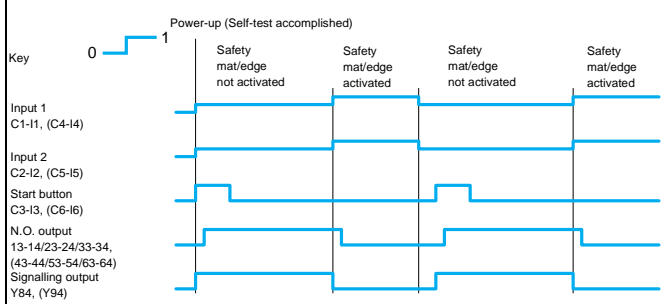 Power-up (Self-test accomplished)
Key
0
1
Safety
mat/edge
not activated
Safety
mat/edge
activated
Safety
mat/edge
not activated
Safety
mat/edge
activated
Input 1
C1-I1, (C4-I4)
Input 2
C2-I2, (C5-I5)
Start button
C3-I3, (C6-I6)
N.O. output
13-14/23-24/33-34,
(43-44/53-54/63-64)
Signalling output
Y84, (Y94)